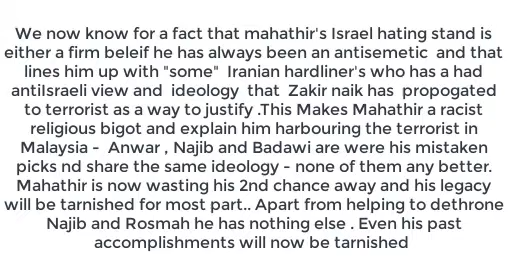 We now know for a fact that mahathir's Israel hating stand is
either a firm beleif he has always been an antisemetic  and that
lines him up with "some"  Iranian hardliner's who has a had
antiIsraeli view and  ideology  that  Zakir naik has  propogated
to terrorist as a way to justify .This Makes Mahathir a racist
religious bigot and explain him harbouring the terrorist in
Malaysia -  Anwar , Najib and Badawi are were his mistaken
picks nd share the same ideology - none of them any better.
Mahathir is now wasting his 2nd chance away and his legacy
will be tarnished for most part.. Apart from helping to dethrone
Najib and Rosmah he has nothing else . Even his past
accomplishments will now be tarnished